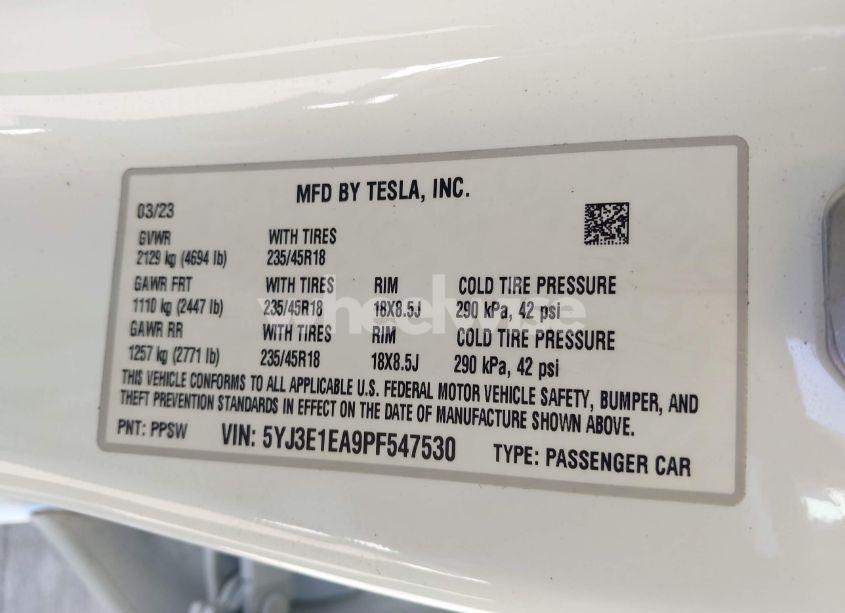 MFD BY TESLA, INC.
03/23
GVWR WITH TIRES
2129 kg (4694 lb) 235/45R18
GAWR FRT WITH TIRES RIM COLD TIRE PRESSURE
1110 kg (2447 lb) 235/45R18 18X8.5J 290 kPa, 42 psi
GAWR RR WITH TIRES RIM COLD TIRE PRESSURE
1257 kg (2771 lb) 235/45R18 18X8.5J 290 kPa, 42 psi
THIS VEHICLE CONFORMS TO ALL APPLICABLE U.S. FEDERAL MOTOR VEHICLE SAFETY, BUMPER, AND
THEFT PREVENTION STANDARDS IN EFFECT ON THE DATE OF MANUFACTURE SHOWN ABOVE.
PNT: PPSW VIN: 5YJ3E1EA9PF547530 TYPE: PASSENGER CAR